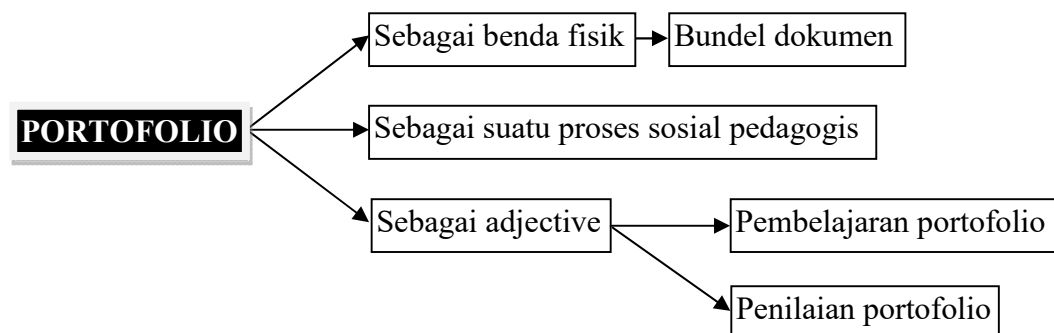 Sebagai benda fisik
Bundel dokumen
PORTOFOLIO
Sebagai suatu proses sosial pedagogis
Sebagai adjective
Pembelajaran portofolio
Penilaian portofolio